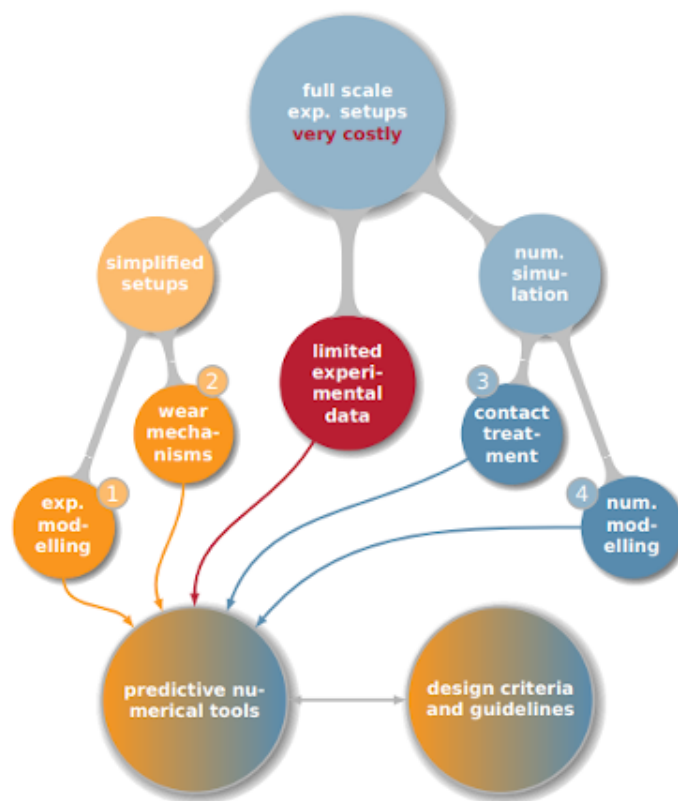 full scale
exp. setups
very costly
simplified
setups
num.
simu-
lation
limited
experi-
mental
data
2
wear
mecha-
nisms
3
contact
treat-
ment
1
exp.
mod-
elling
4
num.
mod-
elling
predictive nu-
merical tools
design criteria
and guidelines